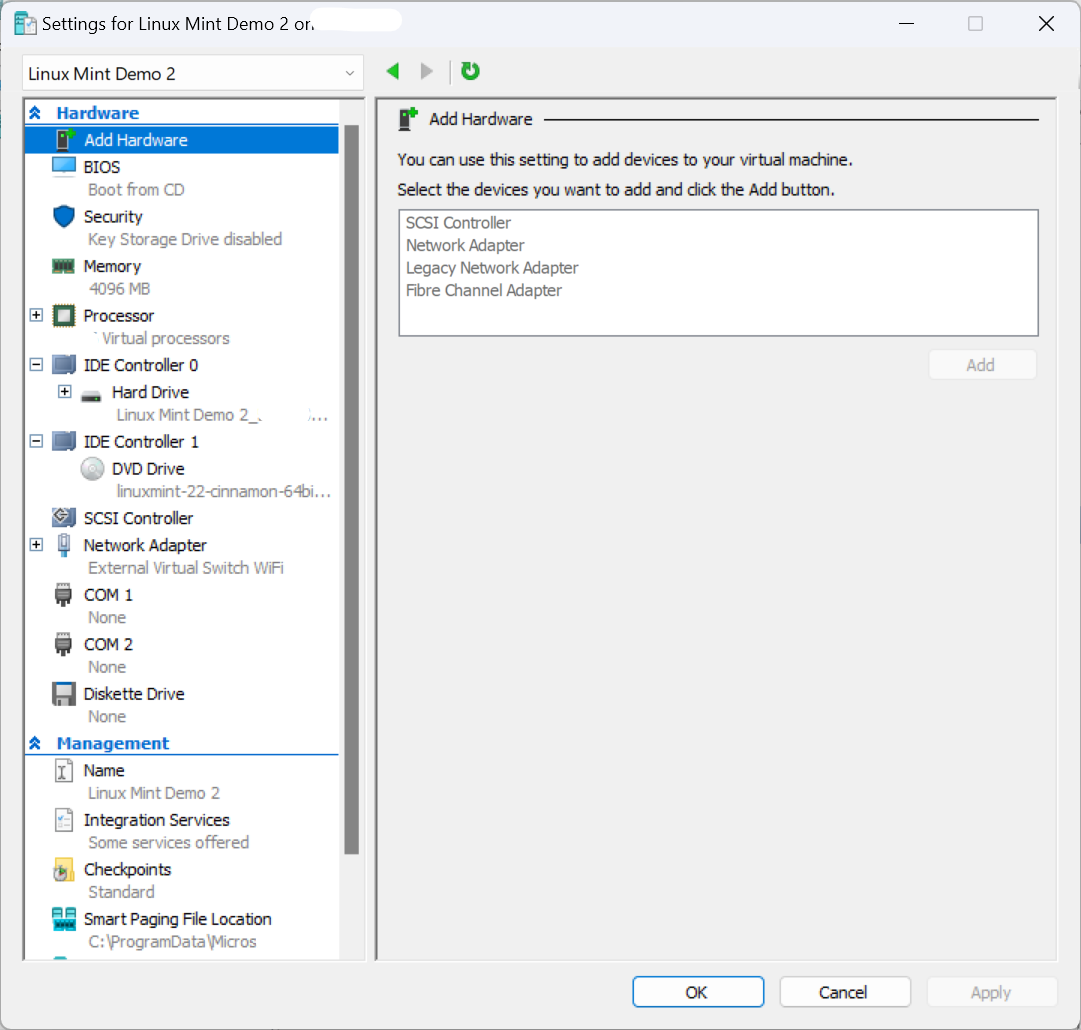 Settings for Linux Mint Demo 2 on
Linux Mint Demo 2
Hardware
Add Hardware
BIOS
Boot from CD
Security
Key Storage Drive disabled
Memory
4096 MB
Processor
Virtual processors
IDE Controller 0
Hard Drive
Linux Mint Demo 2_ ...
IDE Controller 1
DVD Drive
linuxmint-22-cinnamon-64bi...
SCSI Controller
Network Adapter
External Virtual Switch WiFi
COM 1
None
COM 2
None
Diskette Drive
None
Management
Name
Linux Mint Demo 2
Integration Services
Some services offered
Checkpoints
Standard
Smart Paging File Location
C:\ProgramData\Micros
Add Hardware
You can use this setting to add devices to your virtual machine.
Select the devices you want to add and click the Add button.
SCSI Controller
Network Adapter
Legacy Network Adapter
Fibre Channel Adapter
Add
OK
Cancel
Apply